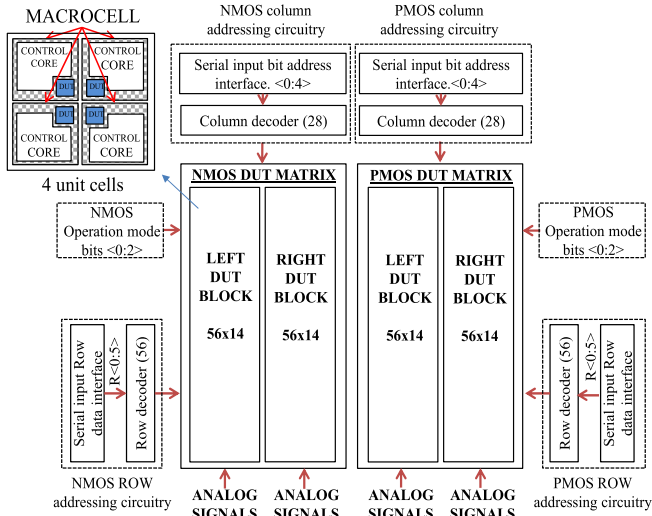 MACROCELL
CONTROL CORE
CONTROL CORE
DUT DUT
DUT DUT
CONTROL CORE
CONTROL CORE
4 unit cells
NMOS column
addressing circuitry
Serial input bit address
interface. <0:4>
Column decoder (28)
PMOS column
addressing circuitry
Serial input bit address
interface.<0:4>
Column decoder (28)
NMOS
Operation mode
bits <0:2>
NMOS DUT MATRIX
LEFT
DUT
BLOCK
56x14
RIGHT
DUT
BLOCK
56x14
PMOS DUT MATRIX
LEFT
DUT
BLOCK
56x14
RIGHT
DUT
BLOCK
56x14
PMOS
Operation mode
bits <0:2>
Serial input Row
data interface
R<0:5>
Row decoder (56)
NMOS ROW
addressing circuitry
Row decoder (56)
R<0:5>
Serial input Row
data interface
PMOS ROW
addressing circuitry
ANALOG
SIGNALS
ANALOG
SIGNALS
ANALOG
SIGNALS
ANALOG
SIGNALS